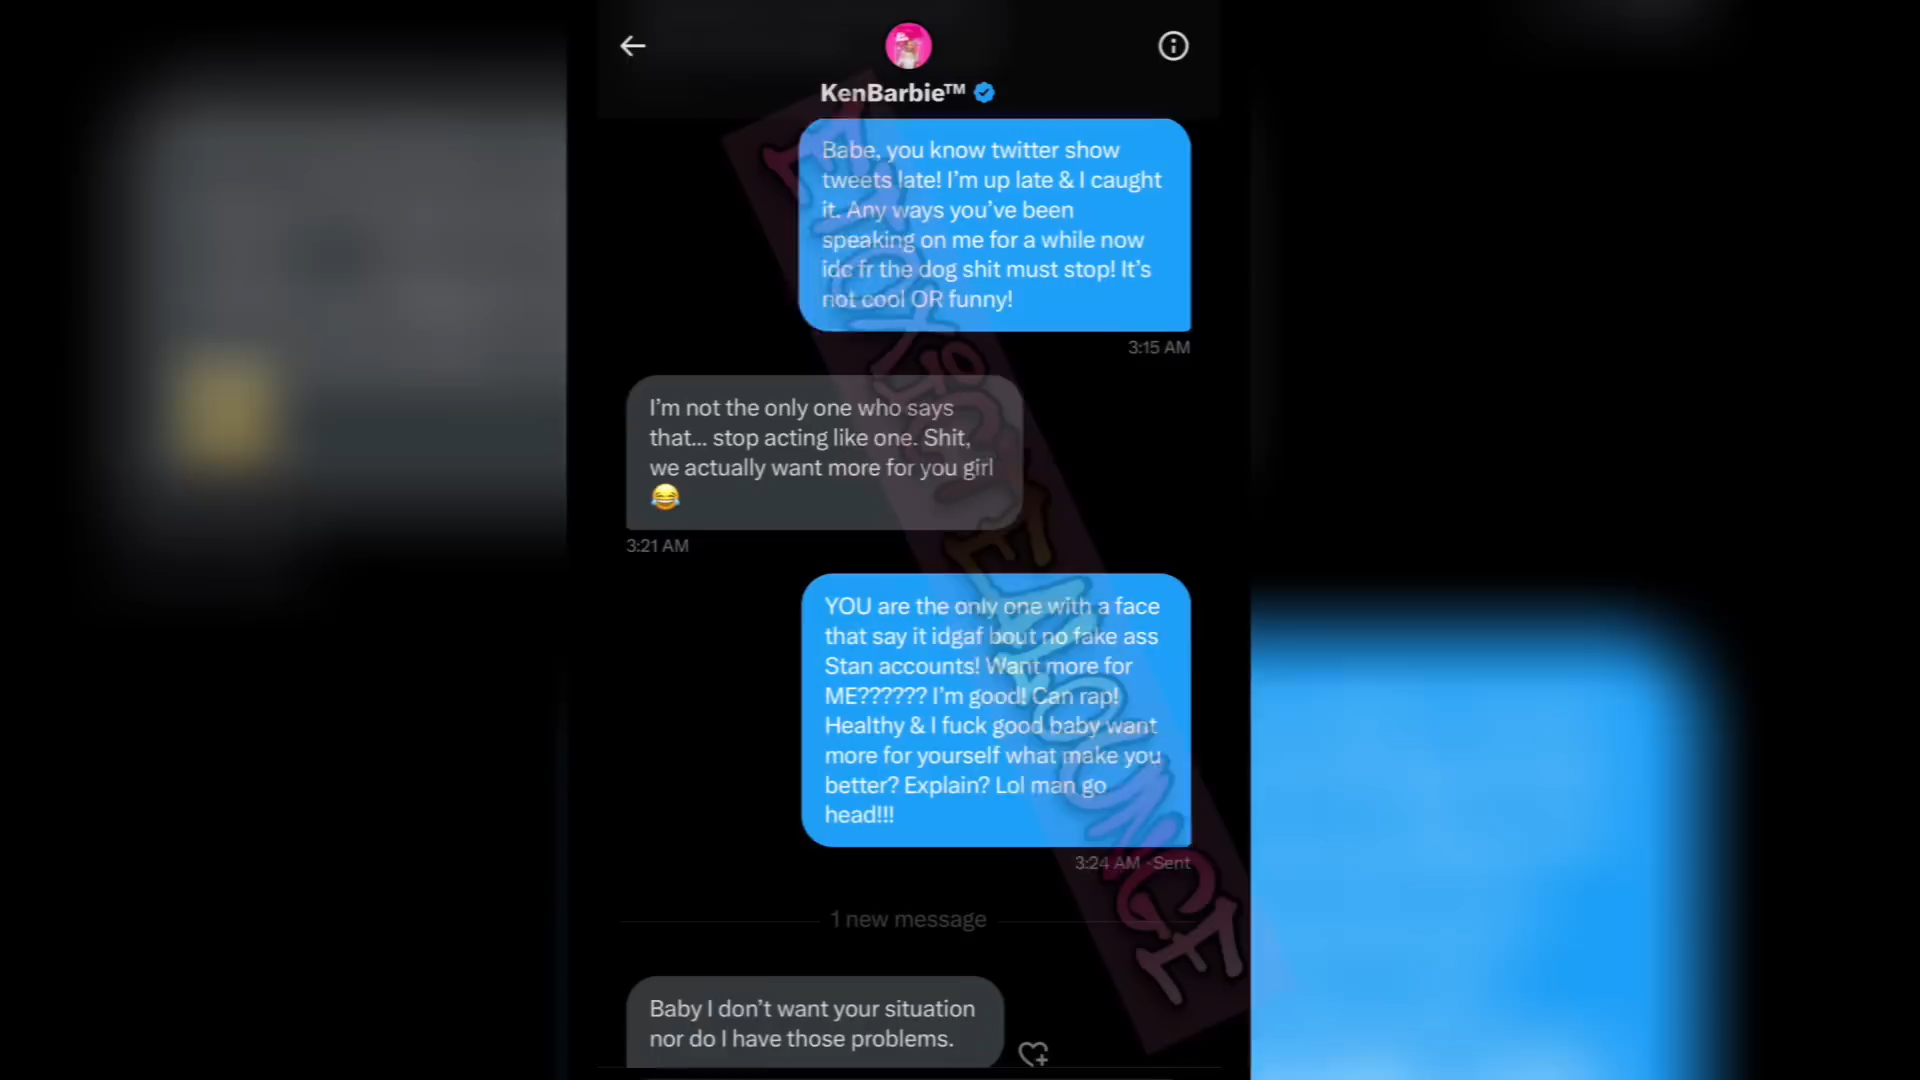 KenBarbie™
Babe, you know twitter show
tweets late! I'm up late & I caught
it. Any ways you've been
speaking on me for a while now
idc fr the dog shit must stop! It's
not cool OR funny!
3:15 AM
I'm not the only one who says
that... stop acting like one. Shit,
we actually want more for you girl
😂
3:21 AM
YOU are the only one with a face
that say it idgaf bout no fake ass
Stan accounts! Want more for
ME?????? I'm good! Can rap!
Healthy & I fuck good baby want
more for yourself what make you
better? Explain? Lol man go
head!!!
3:24 AM · Sent
1 new message
Baby I don't want your situation
nor do I have those problems.